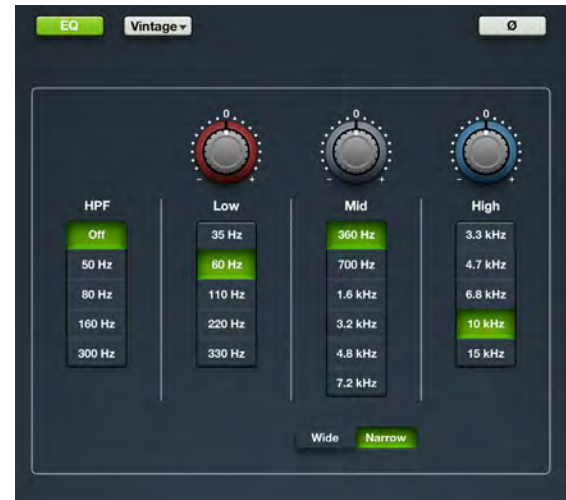 EQ Vintage Ø
0 0 0
- + - + - +
HPF Low Mid High
Off 35 Hz 360 Hz 3.3 kHz
50 Hz 60 Hz 700 Hz 4.7 kHz
80 Hz 110 Hz 1.6 kHz 6.8 kHz
160 Hz 220 Hz 3.2 kHz 10 kHz
300 Hz 330 Hz 4.8 kHz 15 kHz
7.2 kHz
Wide Narrow